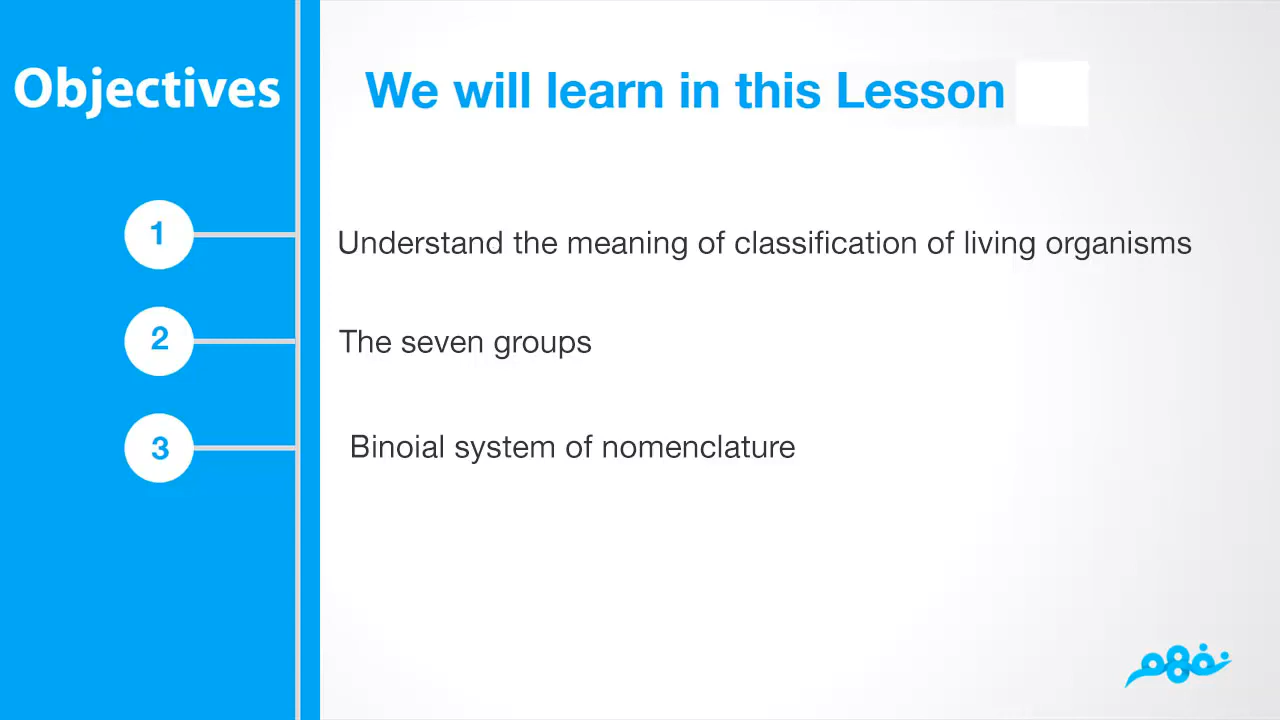 Objectives
We will learn in this Lesson
1
Understand the meaning of classification of living organisms
2
The seven groups
3
Binoial system of nomenclature
نفهم